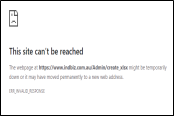 This site can't be reached
The webpage at https://www.indbiz.com.au/Admin/create_xlsx might be temporarily
down or it may have moved permanently to a new web address.
ERR_INVALID_RESPONSE